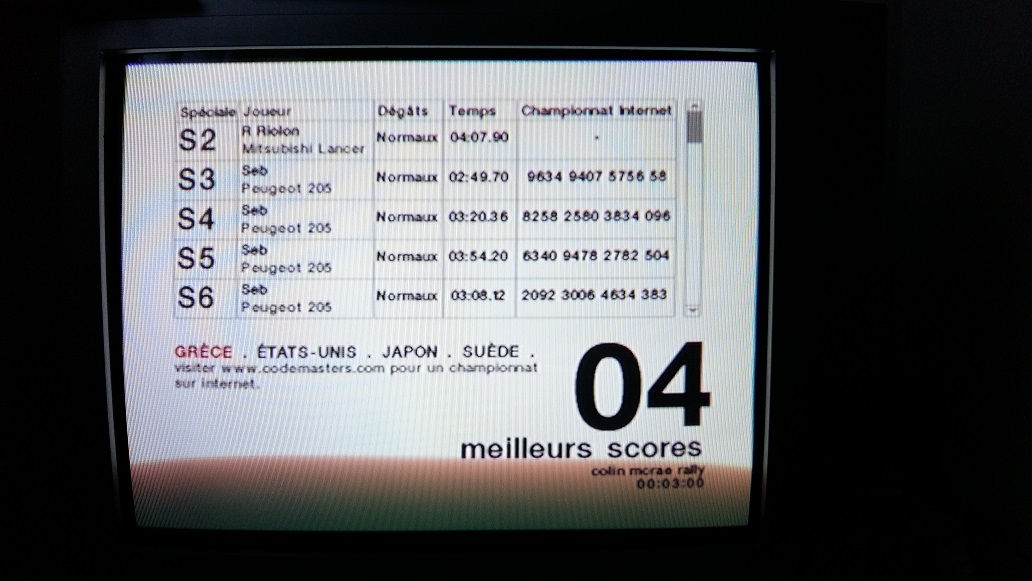 Spéciale Joueur Dégâts Temps Championnat Internet
S2 R Riolon Mitsubishi Lancer Normaux 04:07.90 -
S3 Seb Peugeot 205 Normaux 02:49.70 9634 9407 5756 58
S4 Seb Peugeot 205 Normaux 03:20.36 8258 2580 3834 096
S5 Seb Peugeot 205 Normaux 03:54.20 6340 9478 2782 504
S6 Seb Peugeot 205 Normaux 03:08.12 2092 3006 4634 383
GRÈCE . ÉTATS-UNIS . JAPON . SUÈDE .
visiter www.codemasters.com pour un championnat
sur internet.
04
meilleurs scores
colin mcrae rally
00:03:00